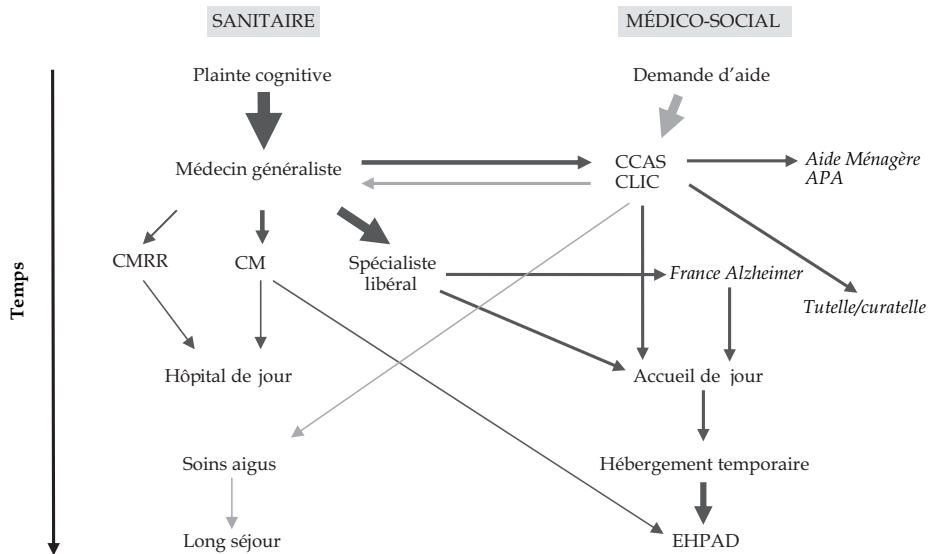 SANITAIRE
MÉDICO-SOCIAL
Plainte cognitive
Demande d'aide
Médecin généraliste
CCAS
CLIC
Aide Ménagère
APA
CMRR
CM
Spécialiste
libéral
France Alzheimer
Tutelle/curatelle
Temps
Hôpital de jour
Accueil de jour
Soins aigus
Hébergement temporaire
Long séjour
EHPAD